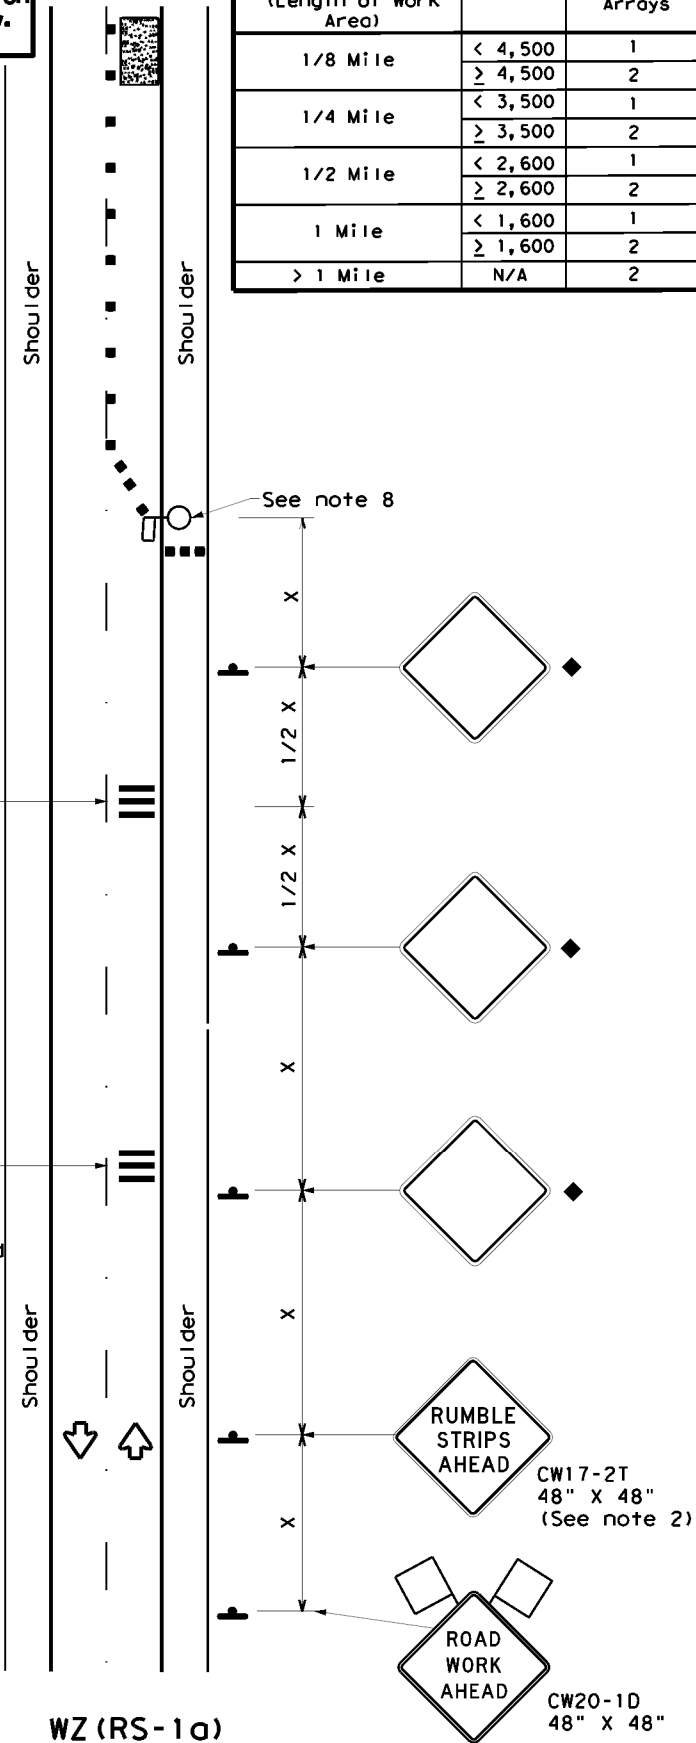 (Length of Work
Area)
Arrays
1/8 Mile
< 4,500
1
≥ 4,500
2
1/4 Mile
< 3,500
1
≥ 3,500
2
1/2 Mile
< 2,600
1
≥ 2,600
2
1 Mile
< 1,600
1
≥ 1,600
2
> 1 Mile
N/A
2
Shoulder
Shoulder
See note 8
X
1/2 X
1/2 X
X
X
X
Shoulder
Shoulder
RUMBLE
STRIPS
AHEAD
CW17-2T
48" X 48"
(See note 2)
ROAD
WORK
AHEAD
CW20-1D
48" X 48"
WZ(RS-1a)